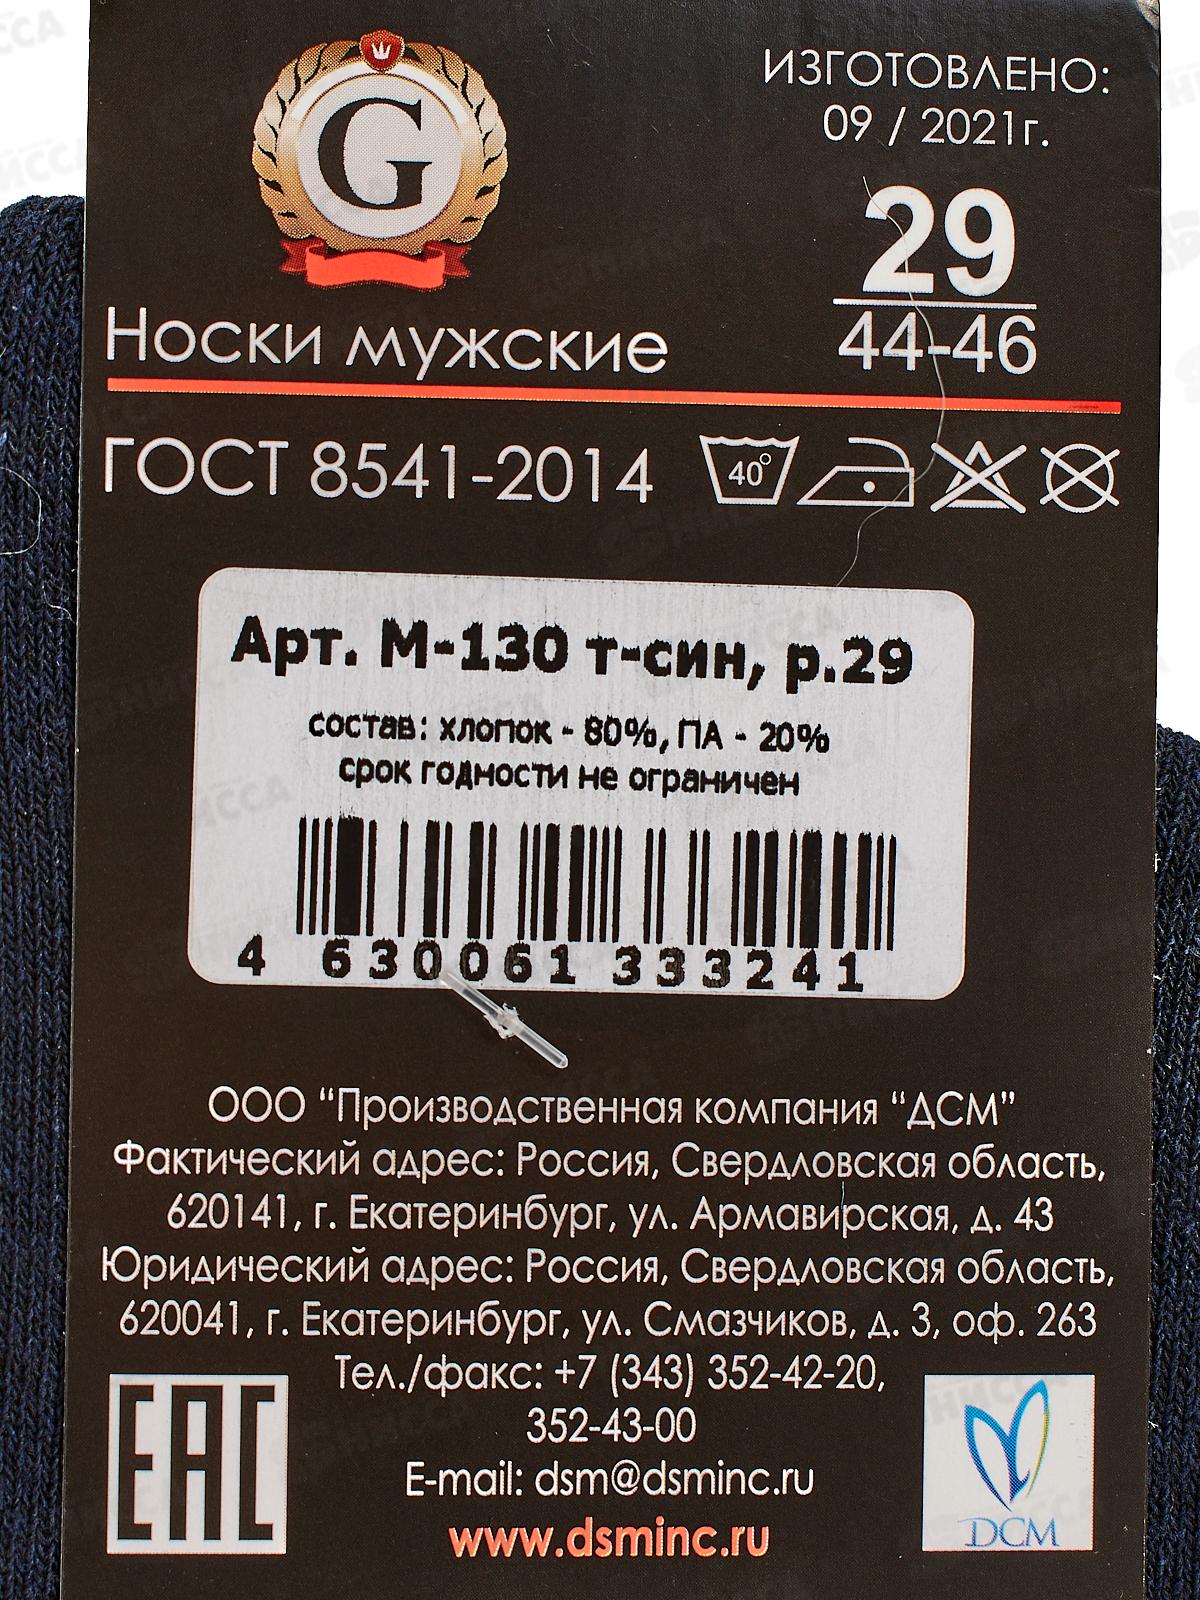 G
ИЗГОТОВЛЕНО:
09 / 2021г.
29
44-46
Носки мужские
ГОСТ 8541-2014
40°
Арт. М-130 т-син, р.29
состав: хлопок - 80%, ПА - 20%
срок годности не ограничен
4 630061 333241
ООО “Производственная компания “ДСМ”
Фактический адрес: Россия, Свердловская область,
620141, г. Екатеринбург, ул. Армавирская, д. 43
Юридический адрес: Россия, Свердловская область,
620041, г. Екатеринбург, ул. Смазчиков, д. 3, оф. 263
Тел./факс: +7 (343) 352-42-20,
352-43-00
E-mail: dsm@dsminc.ru
www.dsminc.ru
EAC
ДСМ